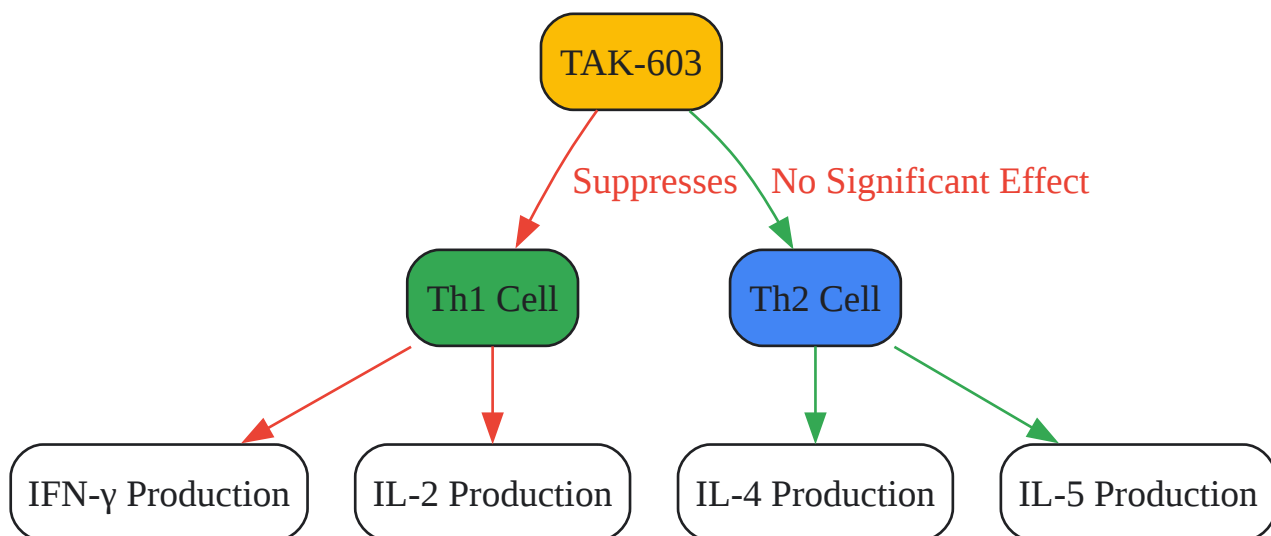 TAK-603
Suppresses
No Significant Effect
Th1 Cell
Th2 Cell
IFN-γ Production
IL-2 Production
IL-4 Production
IL-5 Production